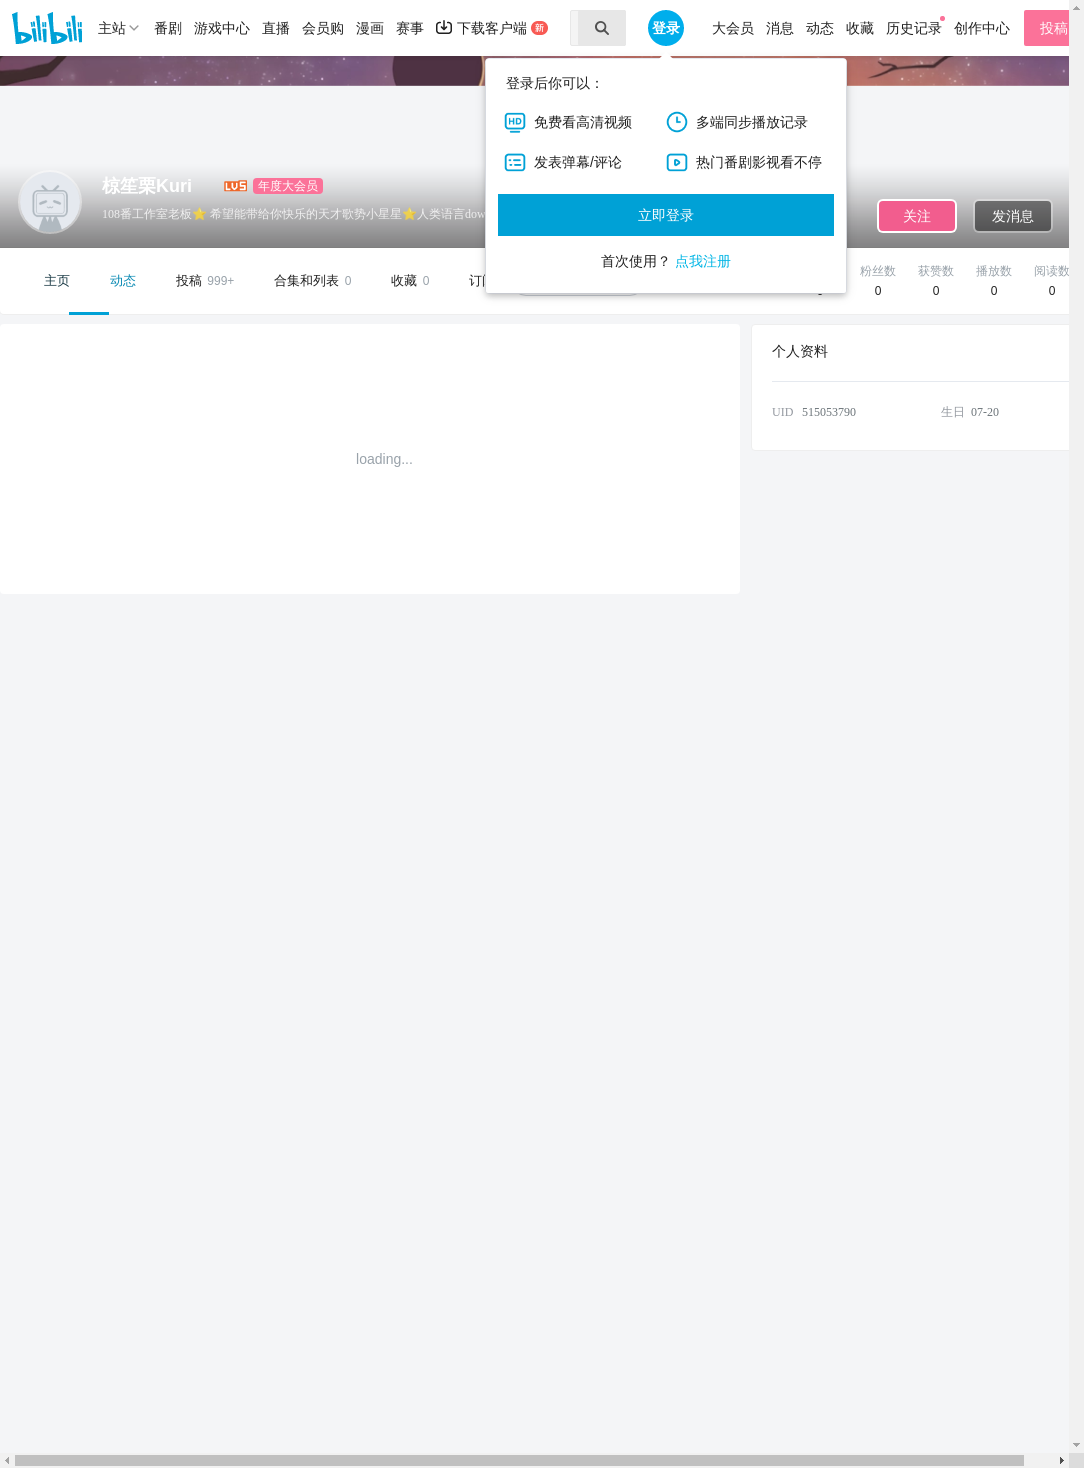 bilibili 主站 番剧 游戏中心 直播 会员购 漫画 赛事 下载客户端 新 登录 大会员 消息 动态 收藏 历史记录 创作中心 投稿
登录后你可以：
HD 免费看高清视频 多端同步播放记录
发表弹幕/评论 热门番剧影视看不停
立即登录
首次使用？ 点我注册
椋笙栗Kuri LV5 年度大会员
108番工作室老板🌟 希望能带给你快乐的天才歌势小星星🌟人类语言dow
关注 发消息
主页 动态 投稿 999+ 合集和列表 0 收藏 0
粉丝数 获赞数 播放数 阅读数
0 0 0 0
loading...
个人资料
UID 515053790 生日 07-20